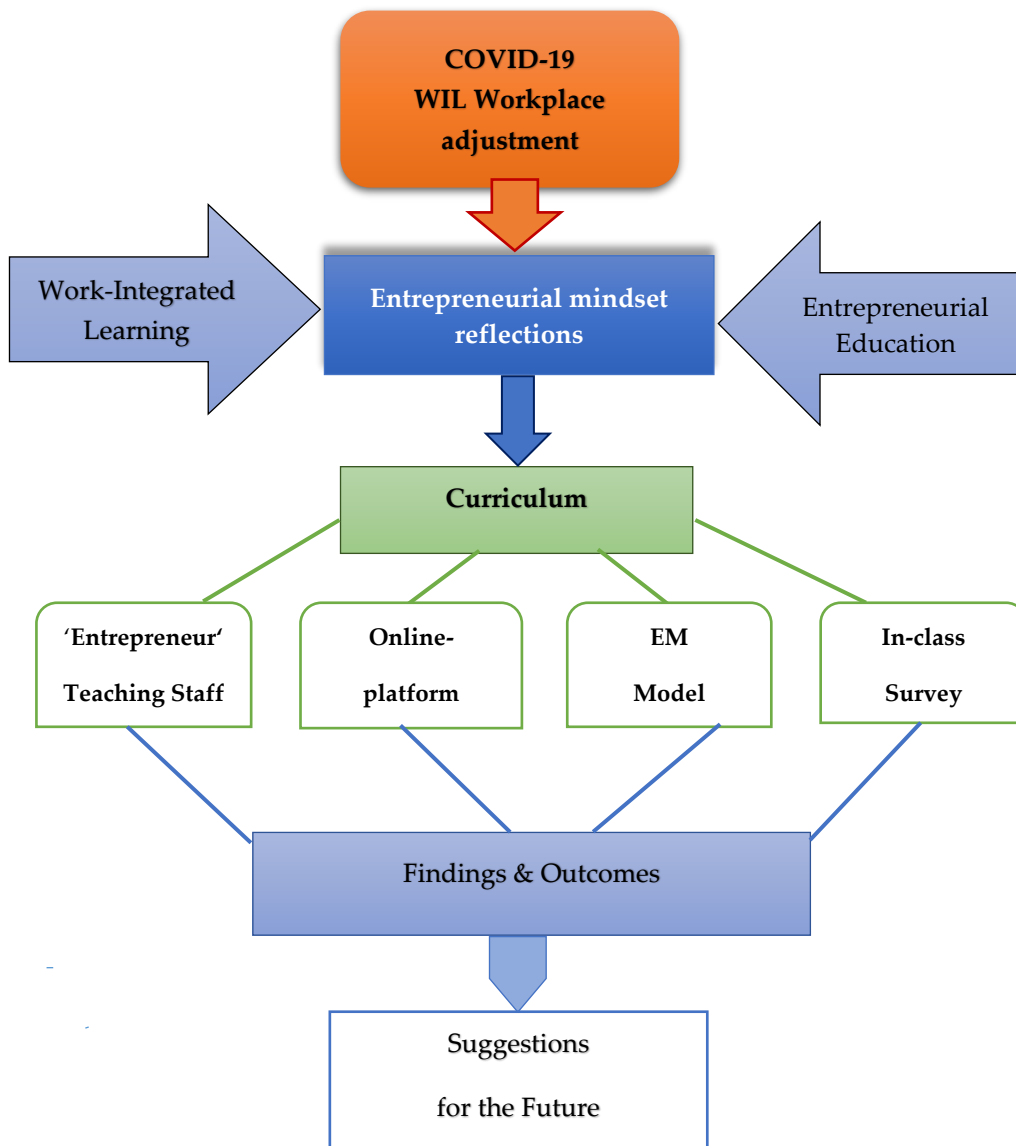 COVID-19
WIL Workplace
adjustment
Work-Integrated
Learning
Entrepreneurial mindset
reflections
Entrepreneurial
Education
Curriculum
‘Entrepreneur‘
Teaching Staff
Online-
platform
EM
Model
In-class
Survey
Findings & Outcomes
Suggestions
for the Future